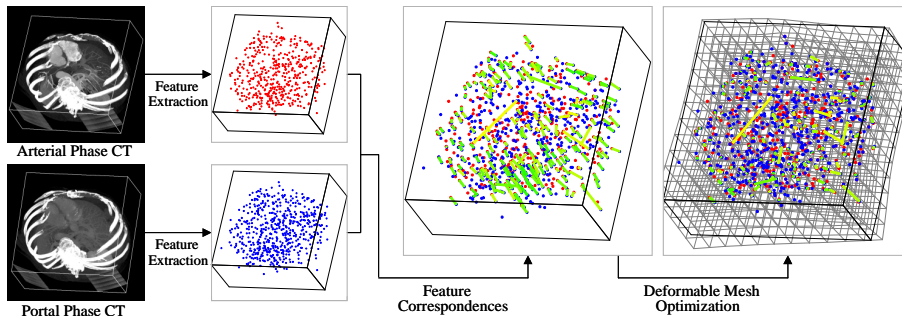 Arterial Phase CT
Feature
Extraction
Portal Phase CT
Feature
Extraction
Feature
Correspondences
Deformable Mesh
Optimization